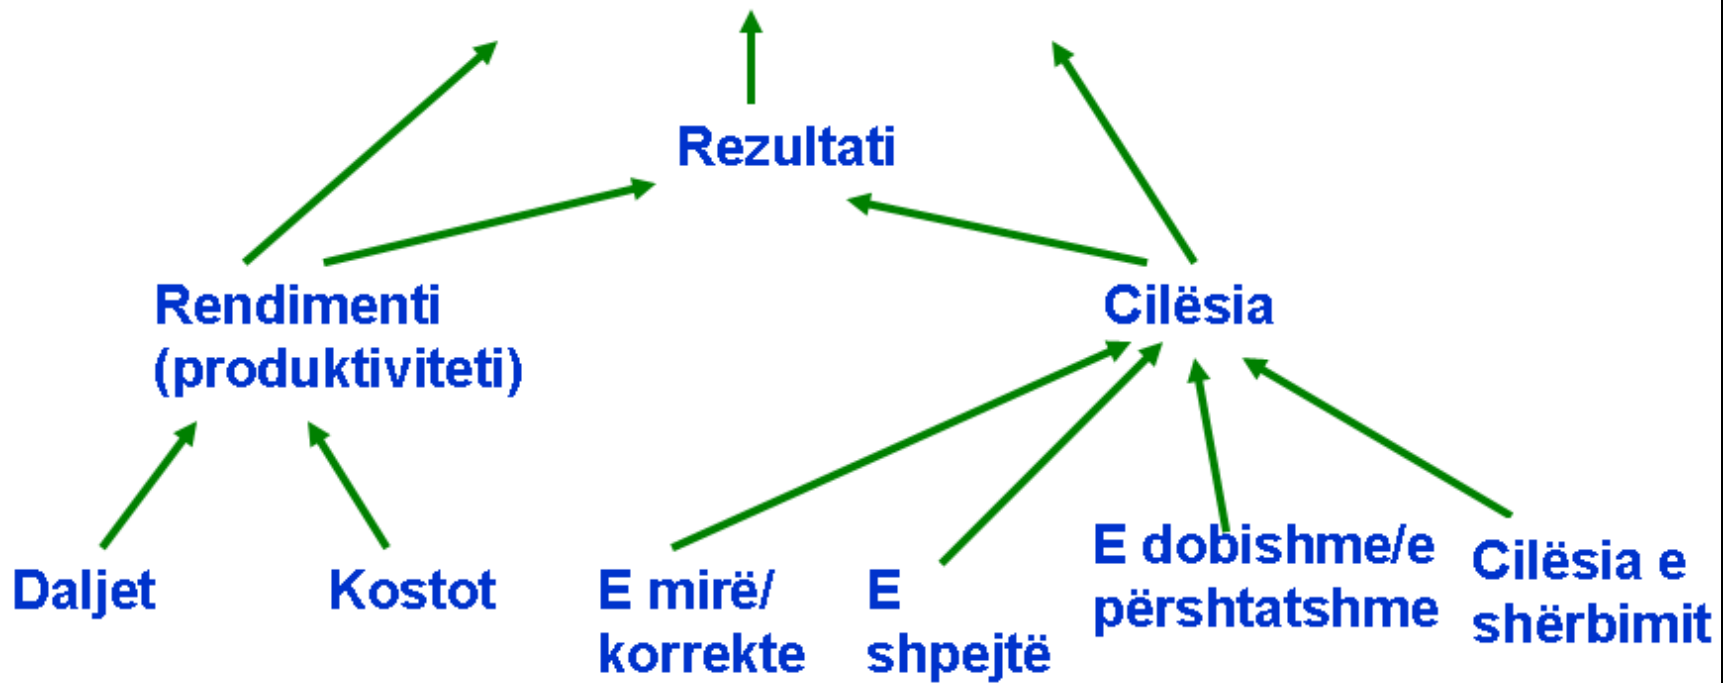 Rezultati
Rendimenti
(produktiviteti)
Cilësia
Daljet
Kostot
E mirë/
korrekte
E
shpejtë
E dobishme/e
përshtatshme
Cilësia e
shërbimit